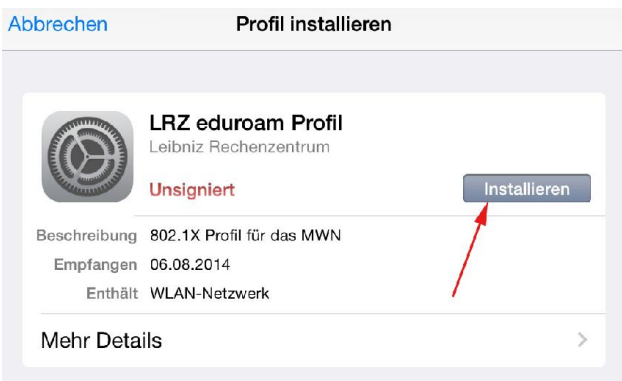 Abbrechen Profil installieren
LRZ eduroam Profil
Leibniz Rechenzentrum
Unsigniert Installieren
Beschreibung 802.1X Profil für das MWN
Empfangen 06.08.2014
Enthält WLAN-Netzwerk
Mehr Details